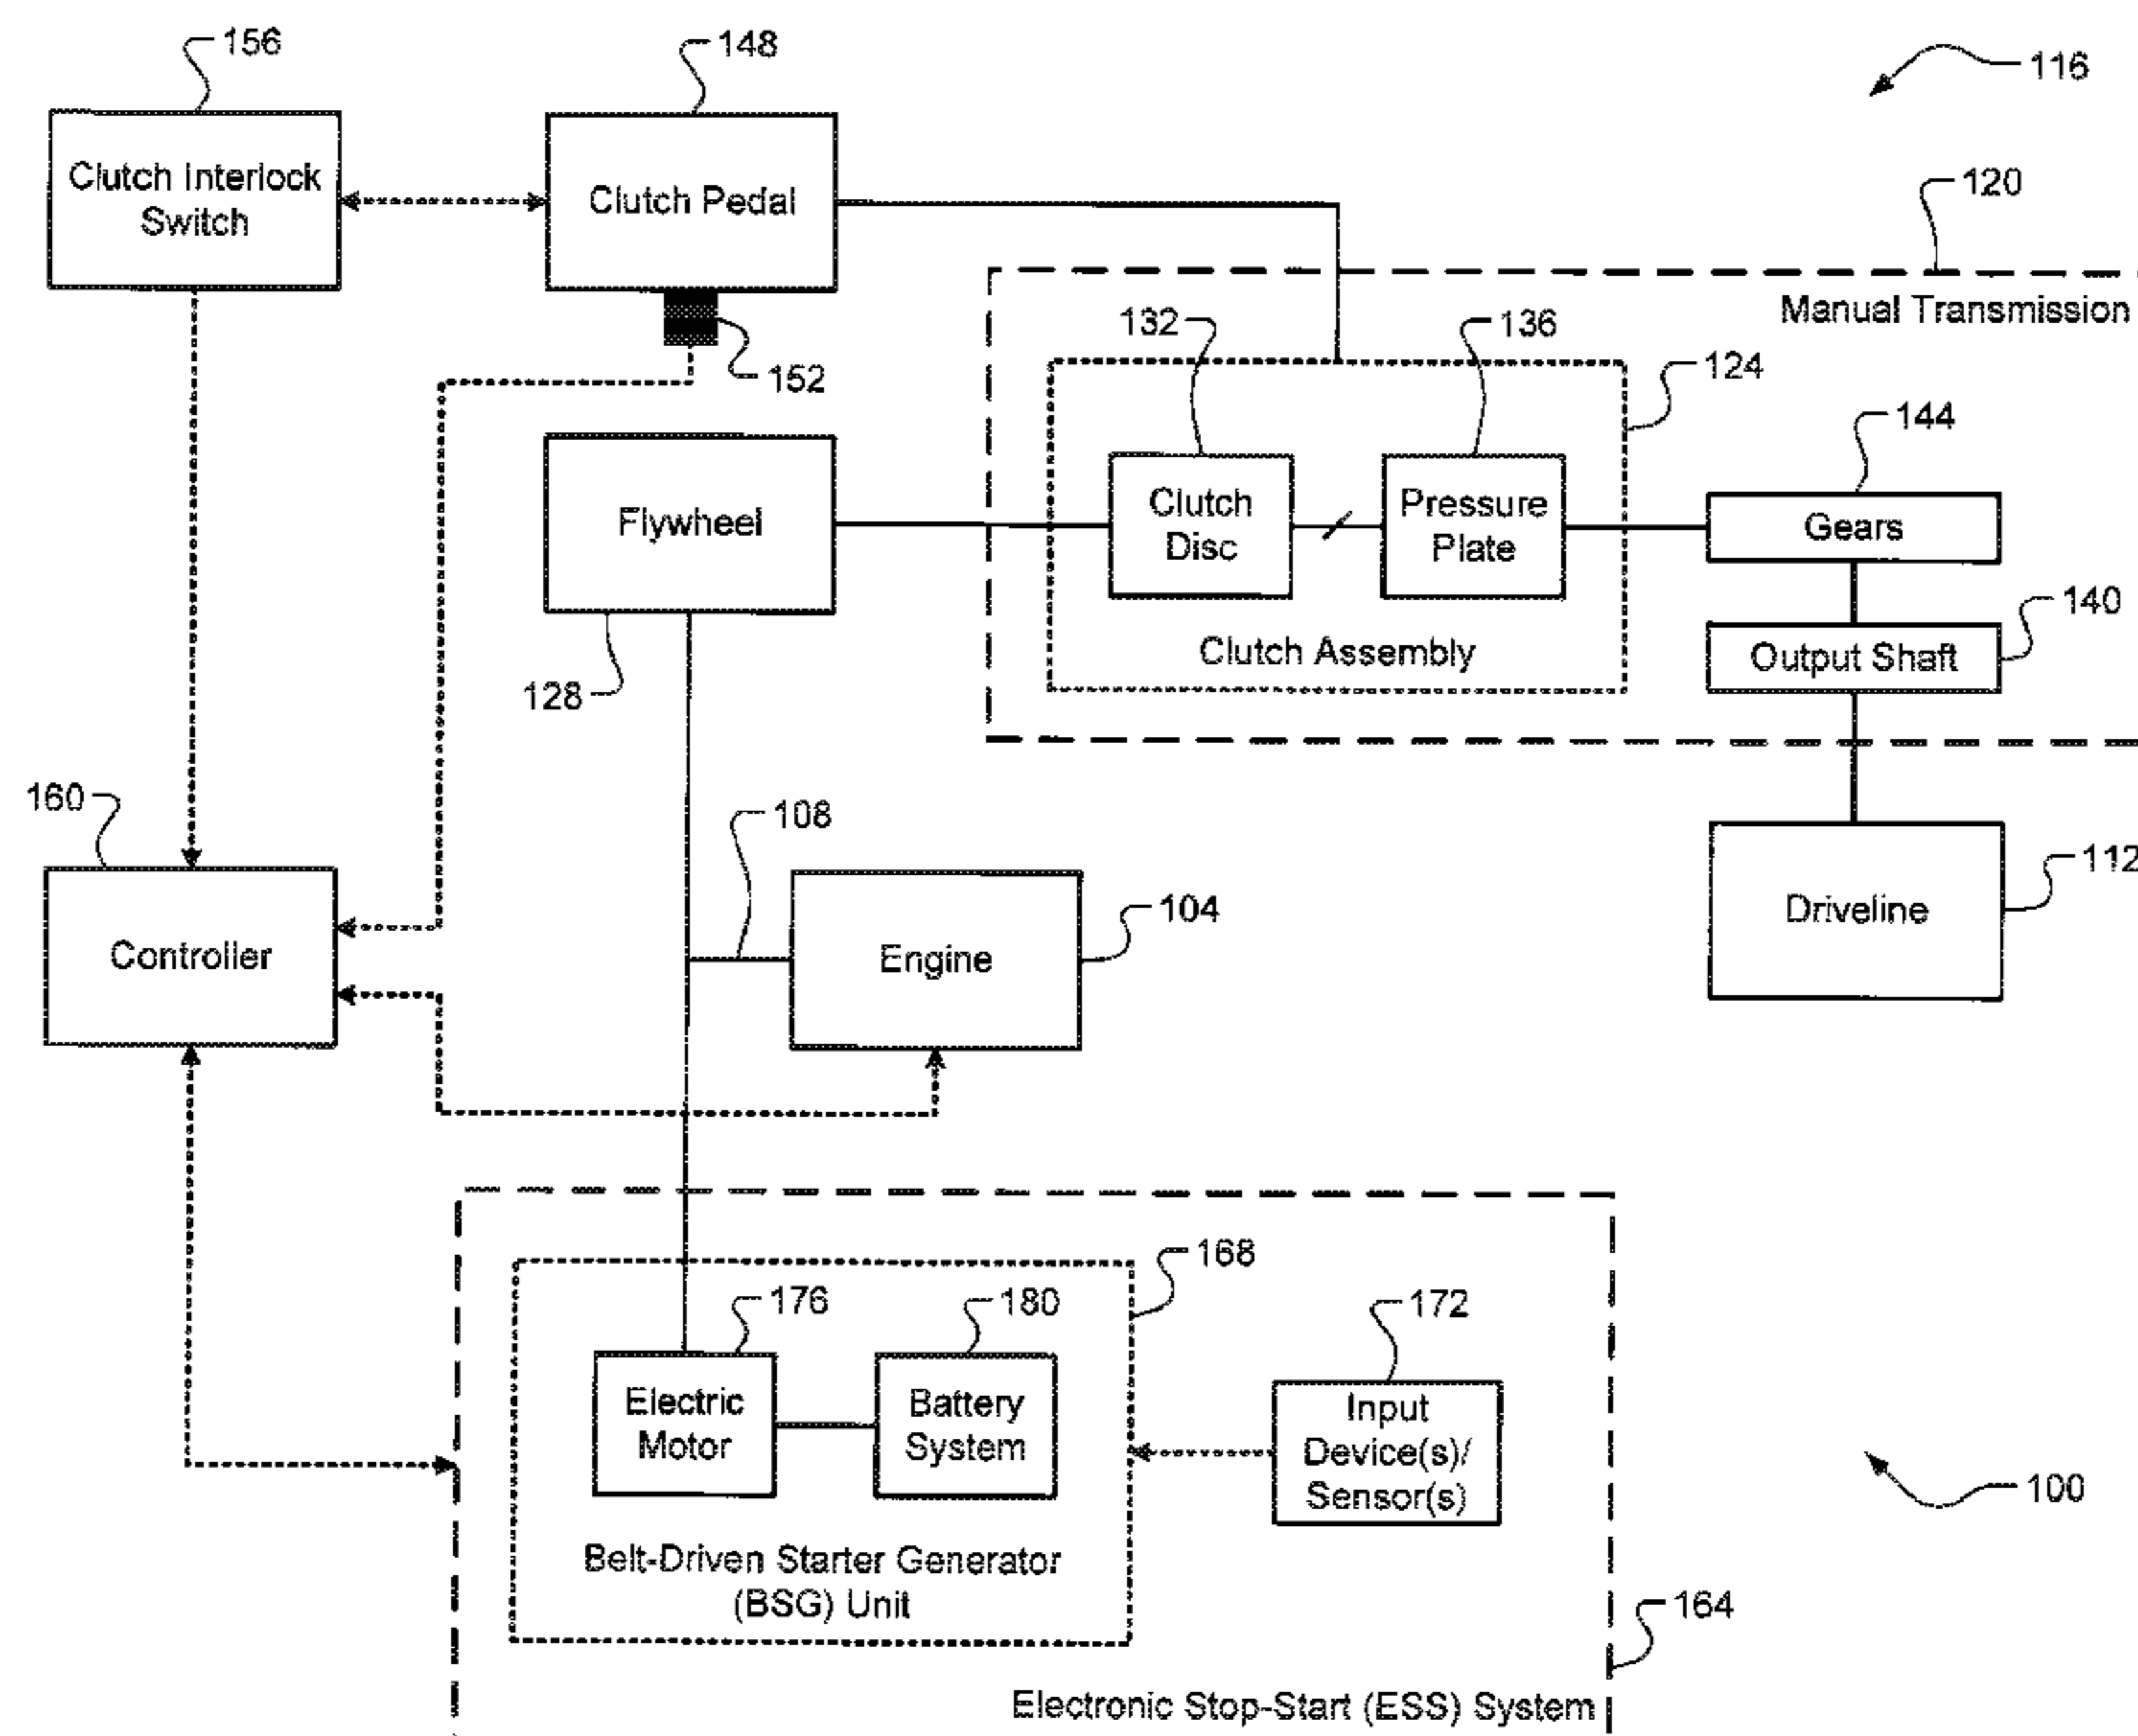 156
148
116
Clutch Interlock
Switch
Clutch Pedal
120
Manual Transmission
152
132
136
124
144
Flywheel
Clutch
Disc
Pressure
Plate
Gears
140
Output Shaft
Clutch Assembly
128
160
108
112
Controller
Engine
104
Driveline
168
176
180
172
Electric
Motor
Battery
System
Input
Device(s)/
Sensor(s)
100
Belt-Driven Starter Generator
(BSG) Unit
164
Electronic Stop-Start (ESS) System